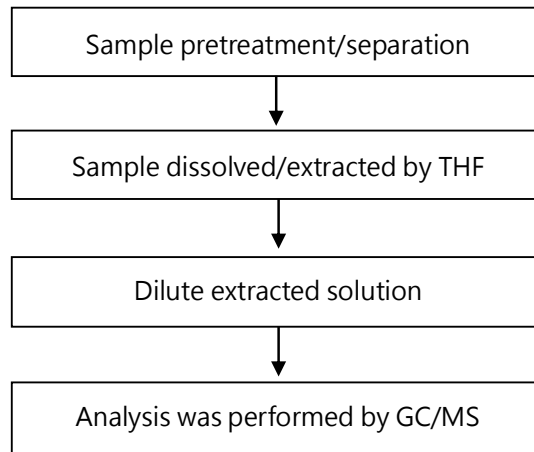 Sample pretreatment/separation
Sample dissolved/extracted by THF
Dilute extracted solution
Analysis was performed by GC/MS